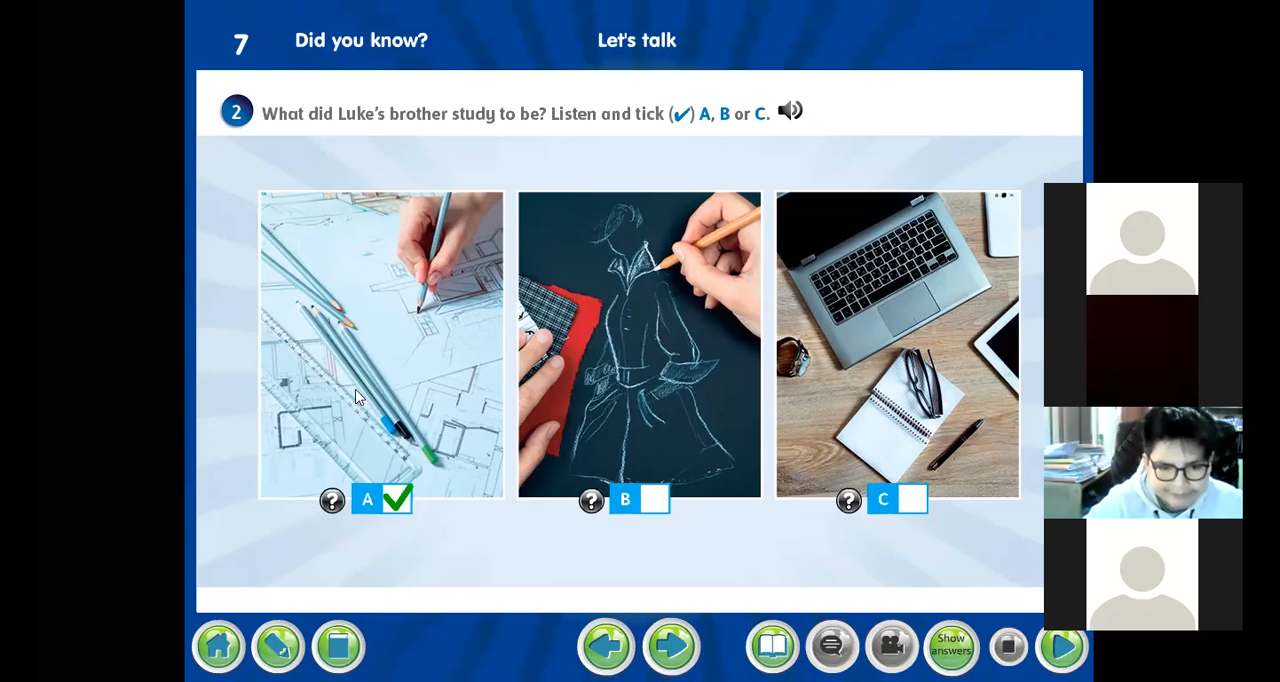 7 Did you know? Let's talk
2 What did Luke's brother study to be? Listen and tick (✔) A, B or C.
? A ? B ? C
Show
answers